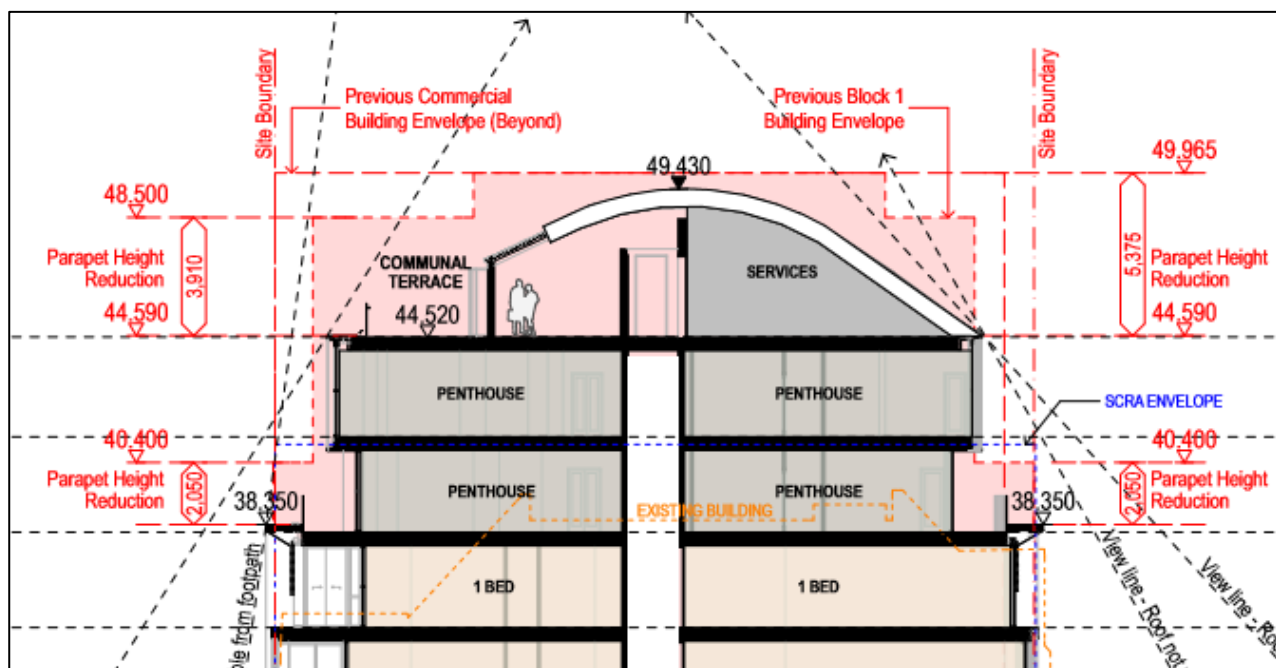 Site Boundary
Previous Commercial
Building Envelope (Beyond)
Previous Block 1
Building Envelope
Site Boundary
49.430
49.965
48.500
Parapet Height
Reduction
3,910
44.590
COMMUNAL
TERRACE
44.520
SERVICES
5,375
Parapet Height
Reduction
44.590
PENTHOUSE
PENTHOUSE
SCRA ENVELOPE
40.400
Parapet Height
Reduction
2,050
38.350
PENTHOUSE
PENTHOUSE
EXISTING BUILDING
40.400
Parapet Height
Reduction
2,050
38.350
1 BED
1 BED
from footpath
View line - Roof not
View line -